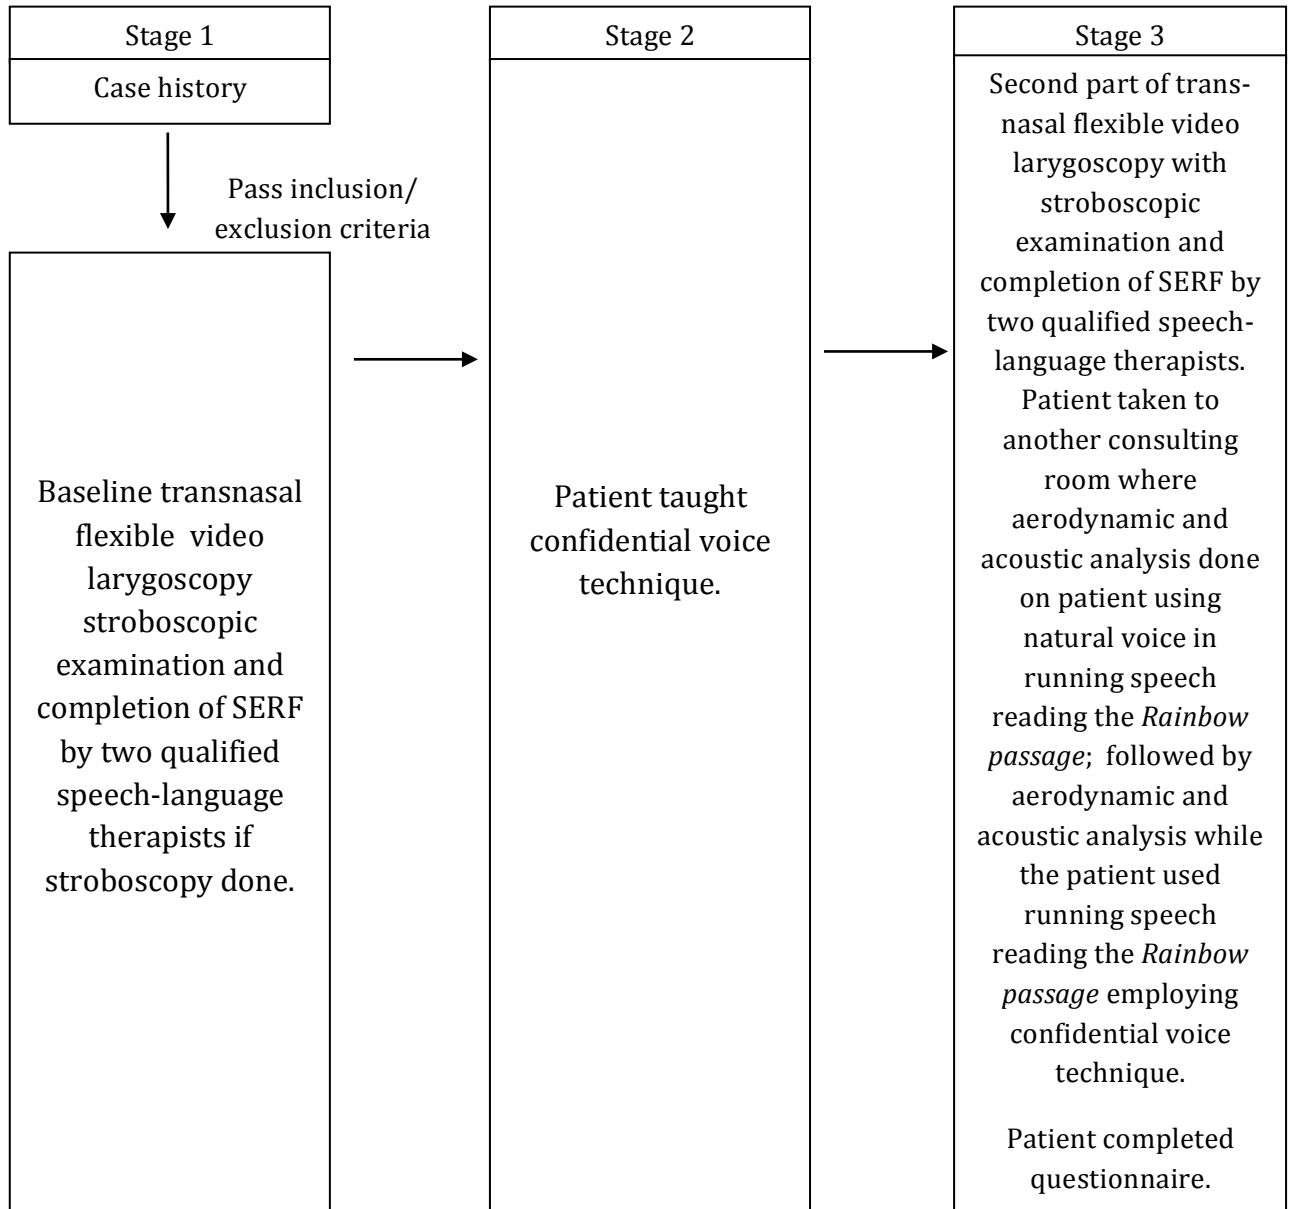 Stage 1
Case history
Pass inclusion/
exclusion criteria
Baseline transnasal
flexible video
larygoscopy
stroboscopic
examination and
completion of SERF
by two qualified
speech-language
therapists if
stroboscopy done.
Stage 2
Patient taught
confidential voice
technique.
Stage 3
Second part of trans-
nasal flexible video
larygoscopy with
stroboscopic
examination and
completion of SERF by
two qualified speech-
language therapists.
Patient taken to
another consulting
room where
aerodynamic and
acoustic analysis done
on patient using
natural voice in
running speech
reading the Rainbow
passage; followed by
aerodynamic and
acoustic analysis while
the patient used
running speech
reading the Rainbow
passage employing
confidential voice
technique.
Patient completed
questionnaire.